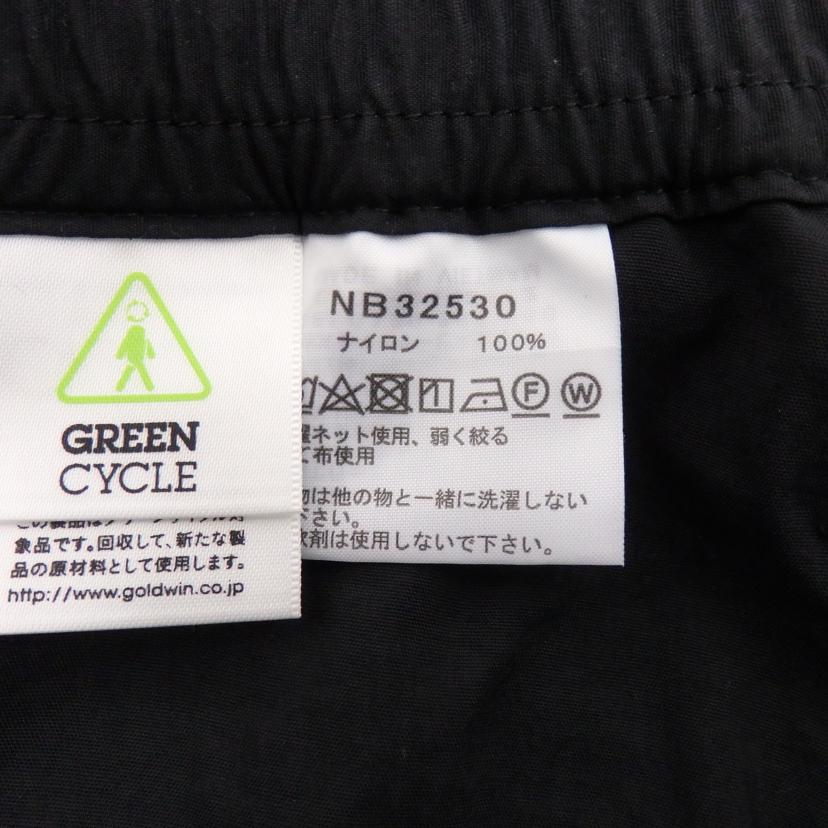 GREEN
CYCLE
象品です。回収して、新たな製
品の原材料として使用します。
http://www.goldwin.co.jp
NB32530
ナイロン 100%
F W
ネット使用、弱く絞る
て布使用
物は他の物と一緒に洗濯しない
下さい。
剤は使用しないで下さい。